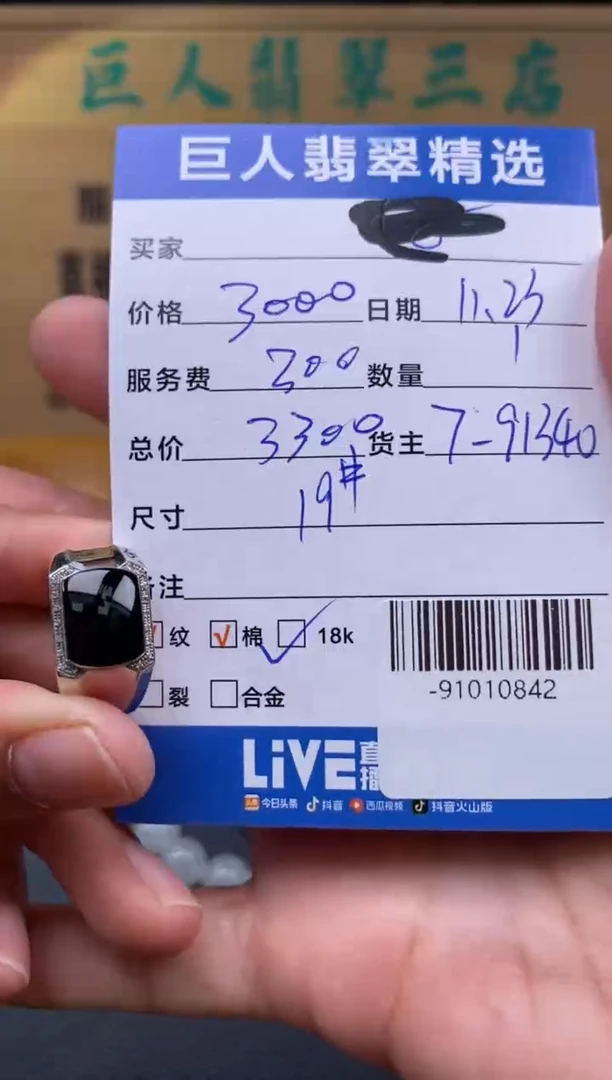 巨人翡翠三店
巨人翡翠精选
买家
价格 3000 日期 11.23
服务费 300 数量 1
总价 3300 货主 7-91340
尺寸 19#
注
纹 √ 棉 ✓ 18k
裂 合金
-91010842
LiVE 直播
今日头条 抖音 西瓜视频 抖音火山版